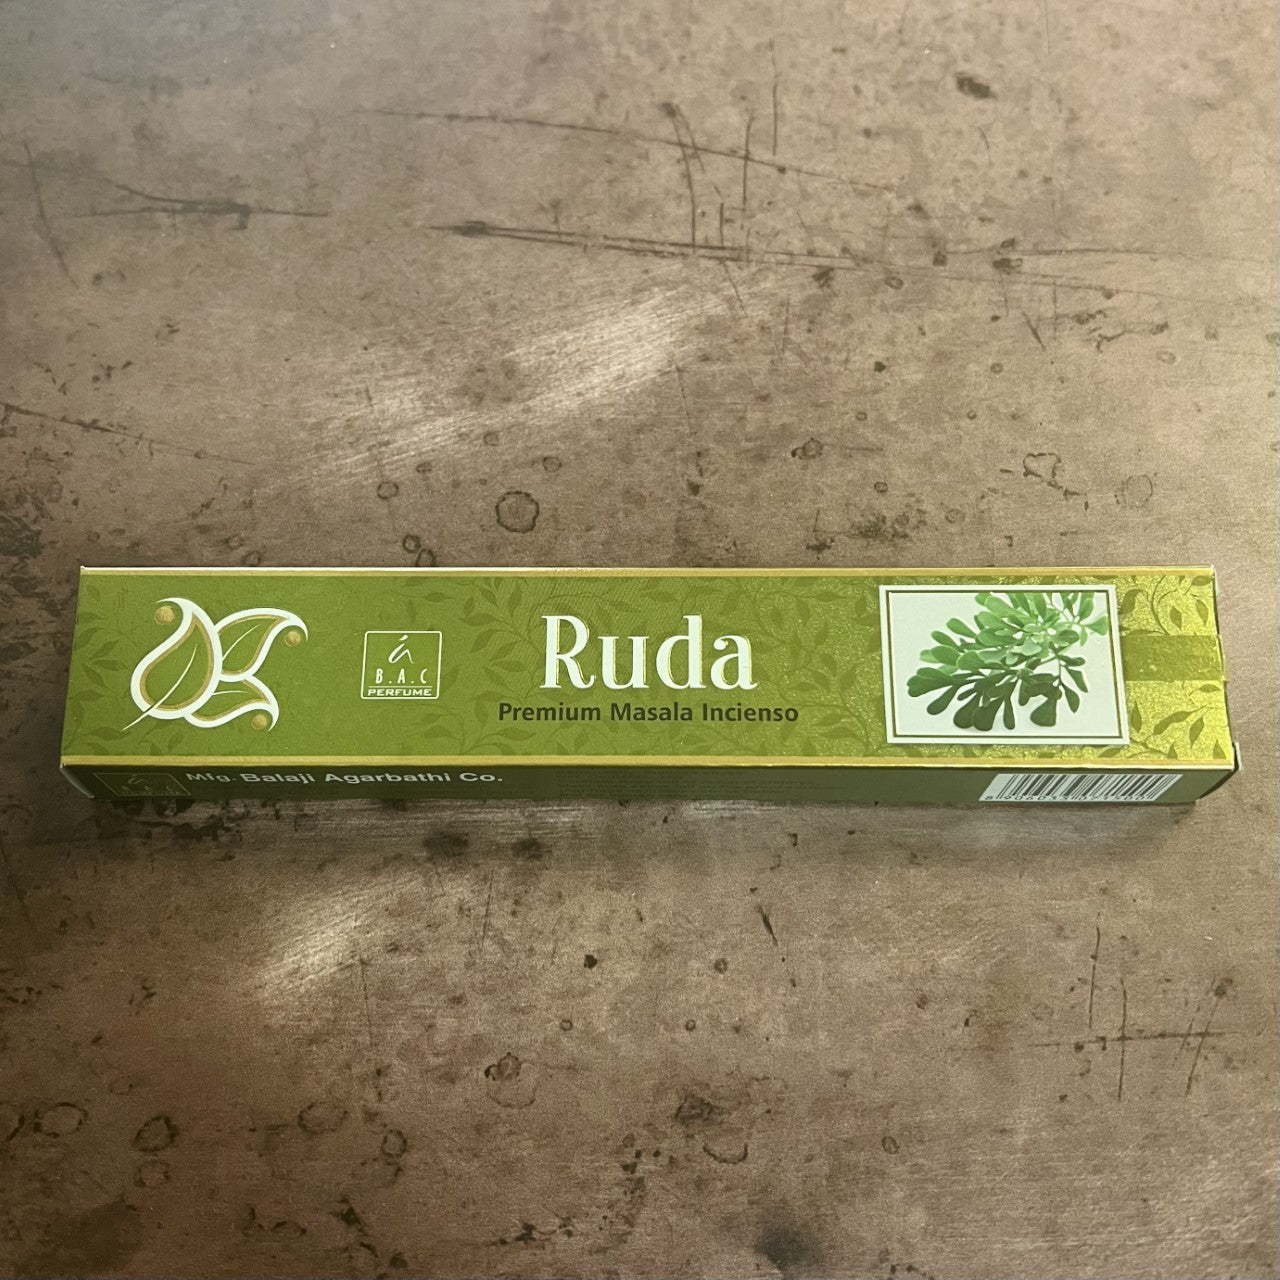 B.A.C
PERFUME
Ruda
Premium Masala Incienso
Mfg. Balaji Agarbathi Co.